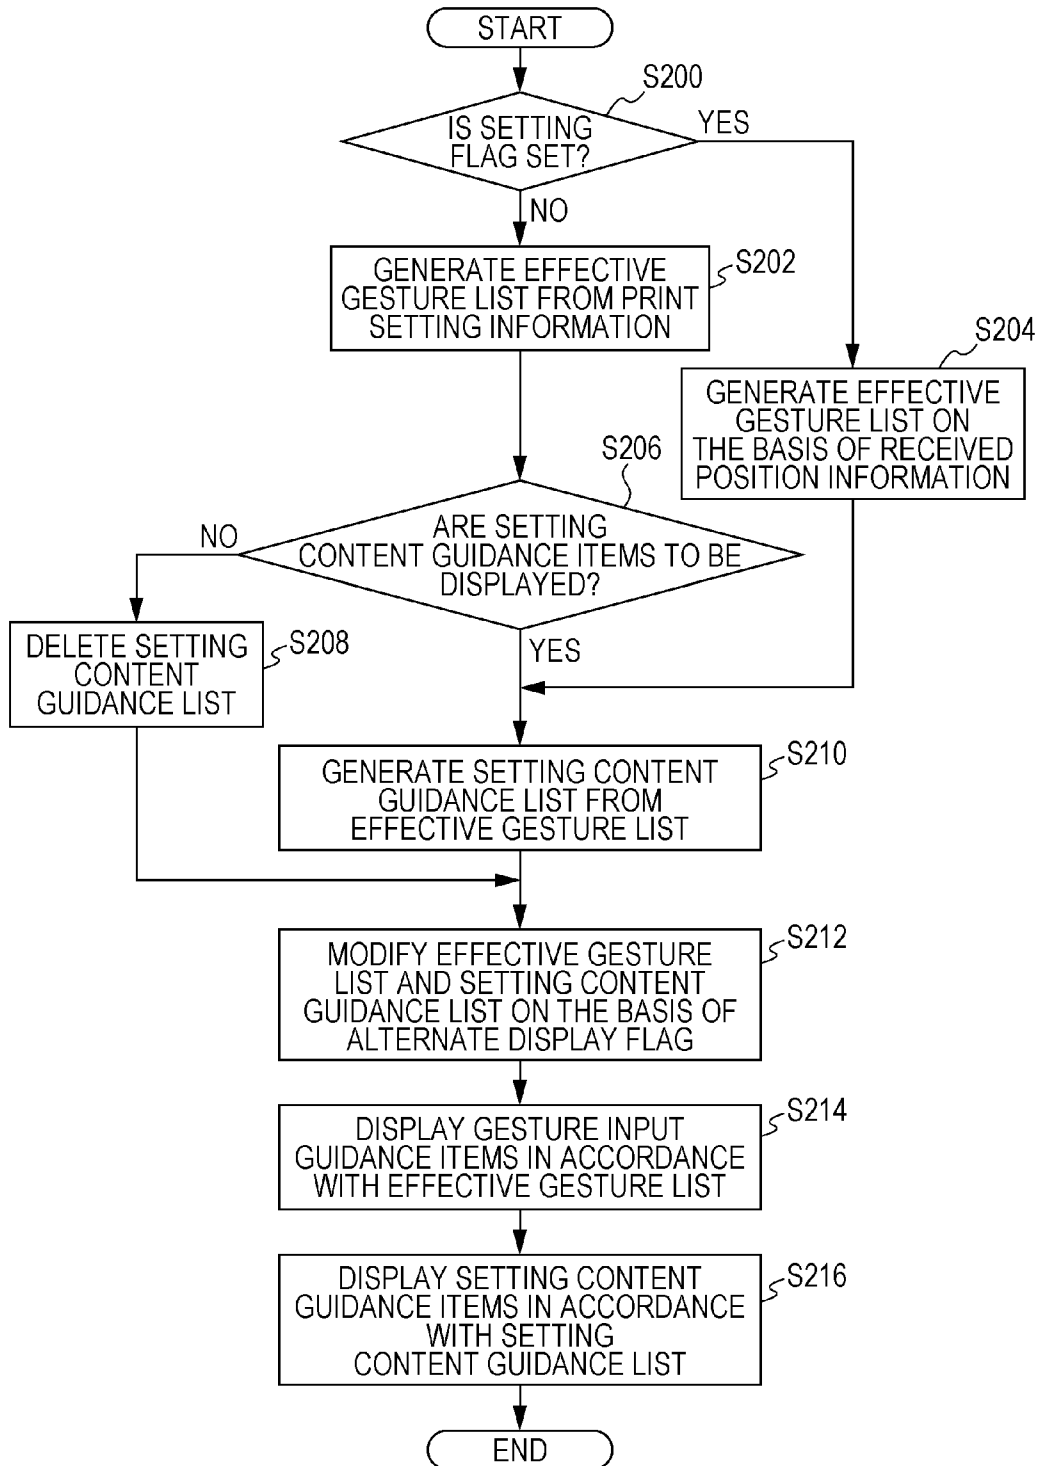 START
S200
IS SETTING
FLAG SET?
YES
NO
GENERATE EFFECTIVE
GESTURE LIST FROM PRINT
SETTING INFORMATION
S202
S204
GENERATE EFFECTIVE
GESTURE LIST ON
THE BASIS OF RECEIVED
POSITION INFORMATION
S206
ARE SETTING
CONTENT GUIDANCE ITEMS TO BE
DISPLAYED?
NO
YES
DELETE SETTING
CONTENT
GUIDANCE LIST
S208
S210
GENERATE SETTING CONTENT
GUIDANCE LIST FROM
EFFECTIVE GESTURE LIST
S212
MODIFY EFFECTIVE GESTURE
LIST AND SETTING CONTENT
GUIDANCE LIST ON THE BASIS OF
ALTERNATE DISPLAY FLAG
S214
DISPLAY GESTURE INPUT
GUIDANCE ITEMS IN ACCORDANCE
WITH EFFECTIVE GESTURE LIST
S216
DISPLAY SETTING CONTENT
GUIDANCE ITEMS IN ACCORDANCE
WITH SETTING
CONTENT GUIDANCE LIST
END